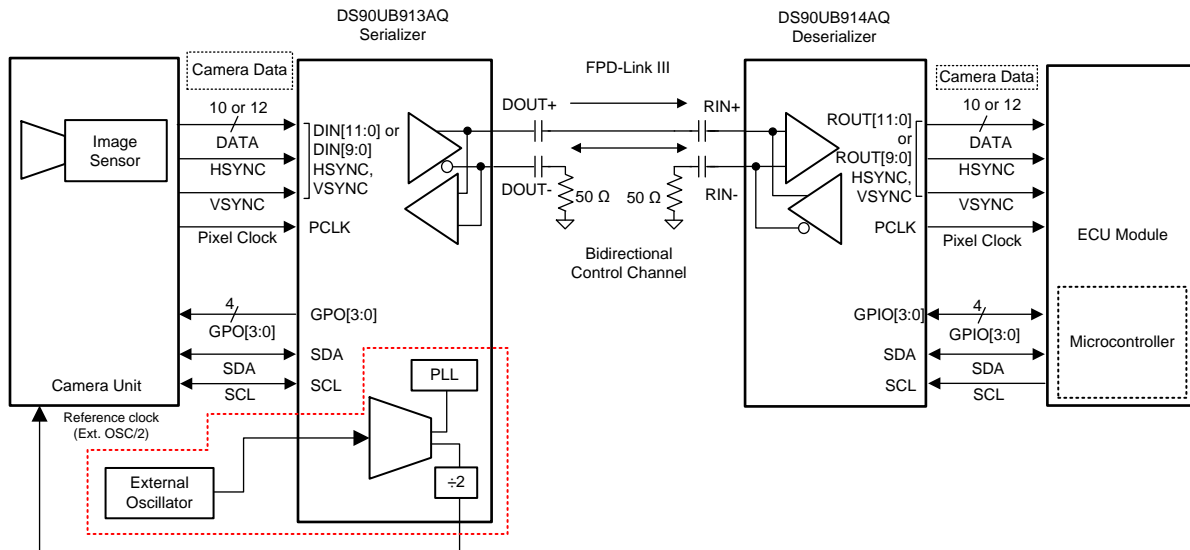 DS90UB913AQ
Serializer
DS90UB914AQ
Deserializer
Camera Data
FPD-Link III
Camera Data
Image
Sensor
10 or 12
DATA
HSYNC
VSYNC
Pixel Clock
DIN[11:0] or
DIN[9:0]
HSYNC,
VSYNC
PCLK
DOUT+
DOUT-
50 Ω
50 Ω
RIN+
RIN-
Bidirectional
Control Channel
ROUT[11:0]
or
ROUT[9:0]
HSYNC,
VSYNC
PCLK
10 or 12
DATA
HSYNC
VSYNC
Pixel Clock
ECU Module
Microcontroller
4
GPO[3:0]
GPO[3:0]
SDA
SDA
SCL
SCL
Camera Unit
GPIO[3:0]
4
GPIO[3:0]
SDA
SDA
SCL
SCL
Reference clock
(Ext. OSC/2)
PLL
÷2
External
Oscillator